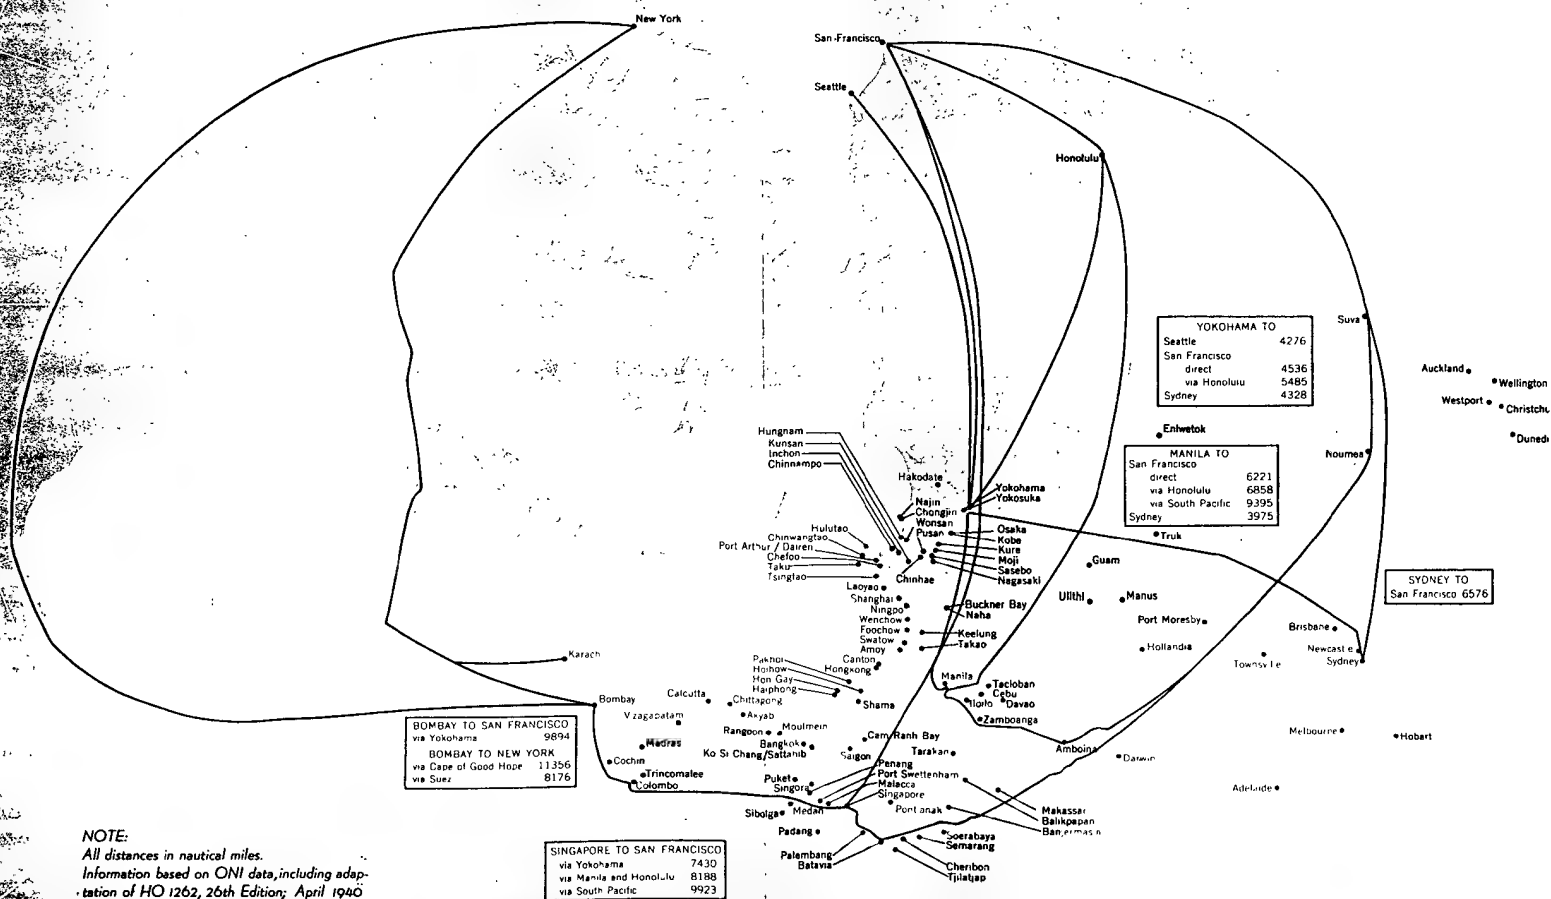 New York
San Francisco
Seattle
Honolulu
YOKOHAMA TO
Seattle 4276
San Francisco
direct 4536
via Honolulu 5485
Sydney 4328
Suva
Auckland
Wellington
Westport
Christchu
Dunedi
Eniwetok
Noumea
MANILA TO
San Francisco
direct 6221
via Honolulu 6858
via South Pacific 9395
Sydney 3975
Hungnam
Kunsan
Inchon
Chinnampo
Hakodate
Yokohama
Yokosuka
Najin
Chongjin
Wonsan
Pusan
Osaka
Kobe
Kure
Moji
Sasebo
Nagasaki
Hulutao
Chinwangtao
Port Arthur / Dairen
Chefoo
Taku
Tsingtao
Chinhae
Laoyao
Shanghai
Ningpo
Wenchow
Foochow
Swatow
Amoy
Buckner Bay
Naha
Keelung
Takao
Truk
Guam
Ulithi
Manus
Port Moresby
Hollandia
SYDNEY TO
San Francisco 6576
Brisbane
Newcastle
Sydney
Townsville
Karach
Canton
Hongkong
Pakhoi
Hoihow
Hon Gay
Haiphong
Shama
Manila
Tacloban
Cebu
Iloilo
Davao
Zamboanga
Bombay
Calcutta
Chittagong
Vizagapatam
Akyab
Rangoon
Moulmein
Madras
Bangkok
Ko Si Chang/Sattahib
Cam Ranh Bay
Saigon
Tarakan
Amboina
Darwin
Melbourne
Hobart
Adelaide
BOMBAY TO SAN FRANCISCO
via Yokohama 9894
BOMBAY TO NEW YORK
via Cape of Good Hope 11356
via Suez 8176
Cochin
Trincomalee
Colombo
Puket
Singora
Penang
Port Swettenham
Malacca
Singapore
Sibolga
Medan
Pontianak
Makassar
Balikpapan
Banjermasin
Padang
Palembang
Batavia
Soerabaya
Semarang
Cheribon
Tjilatjap
NOTE:
All distances in nautical miles.
Information based on ONI data, including adap-
tation of HO 1262, 26th Edition; April 1940
SINGAPORE TO SAN FRANCISCO
via Yokohama 7430
via Manila and Honolulu 8188
via South Pacific 9923